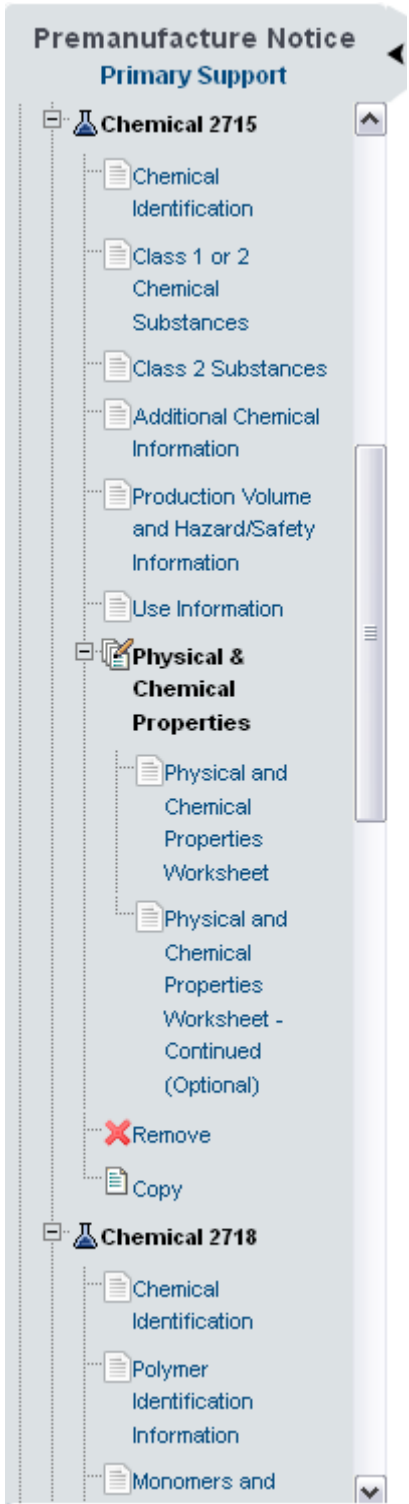 Premanufacture Notice
Primary Support
Chemical 2715
Chemical
Identification
Class 1 or 2
Chemical
Substances
Class 2 Substances
Additional Chemical
Information
Production Volume
and Hazard/Safety
Information
Use Information
Physical &
Chemical
Properties
Physical and
Chemical
Properties
Worksheet
Physical and
Chemical
Properties
Worksheet -
Continued
(Optional)
Remove
Copy
Chemical 2718
Chemical
Identification
Polymer
Identification
Information
Monomers and